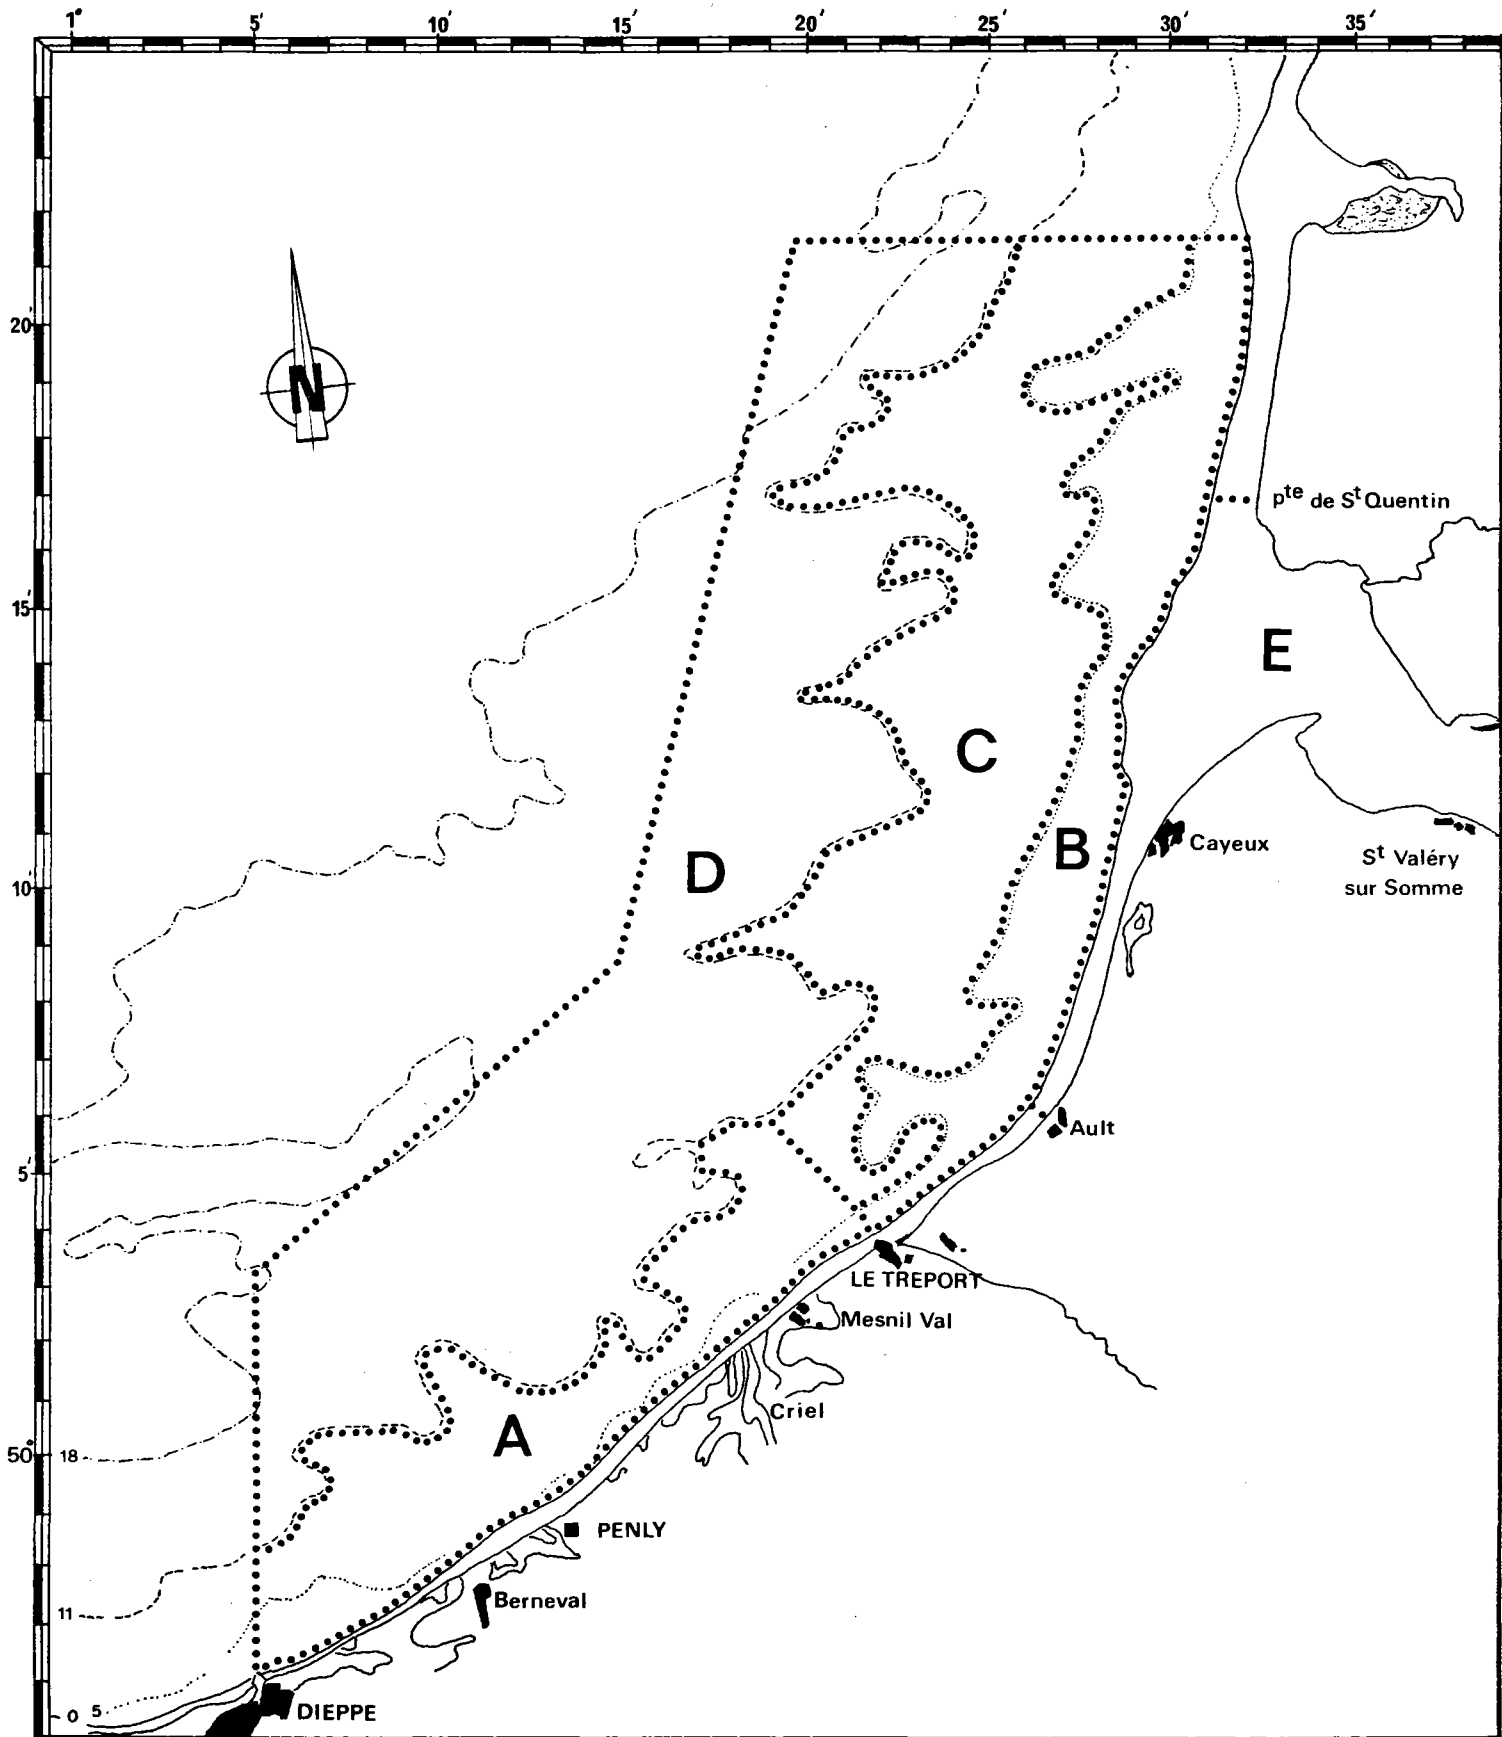 1° 5′ 10′ 15′ 20′ 25′ 30′ 35′
20′
N
pte de St Quentin
15′
E
C
B
Cayeux
St Valéry
sur Somme
D
10′
Ault
5′
LE TREPORT
Mesnil Val
Criel
A
50′
18
PENLY
Berneval
11
0 5
DIEPPE